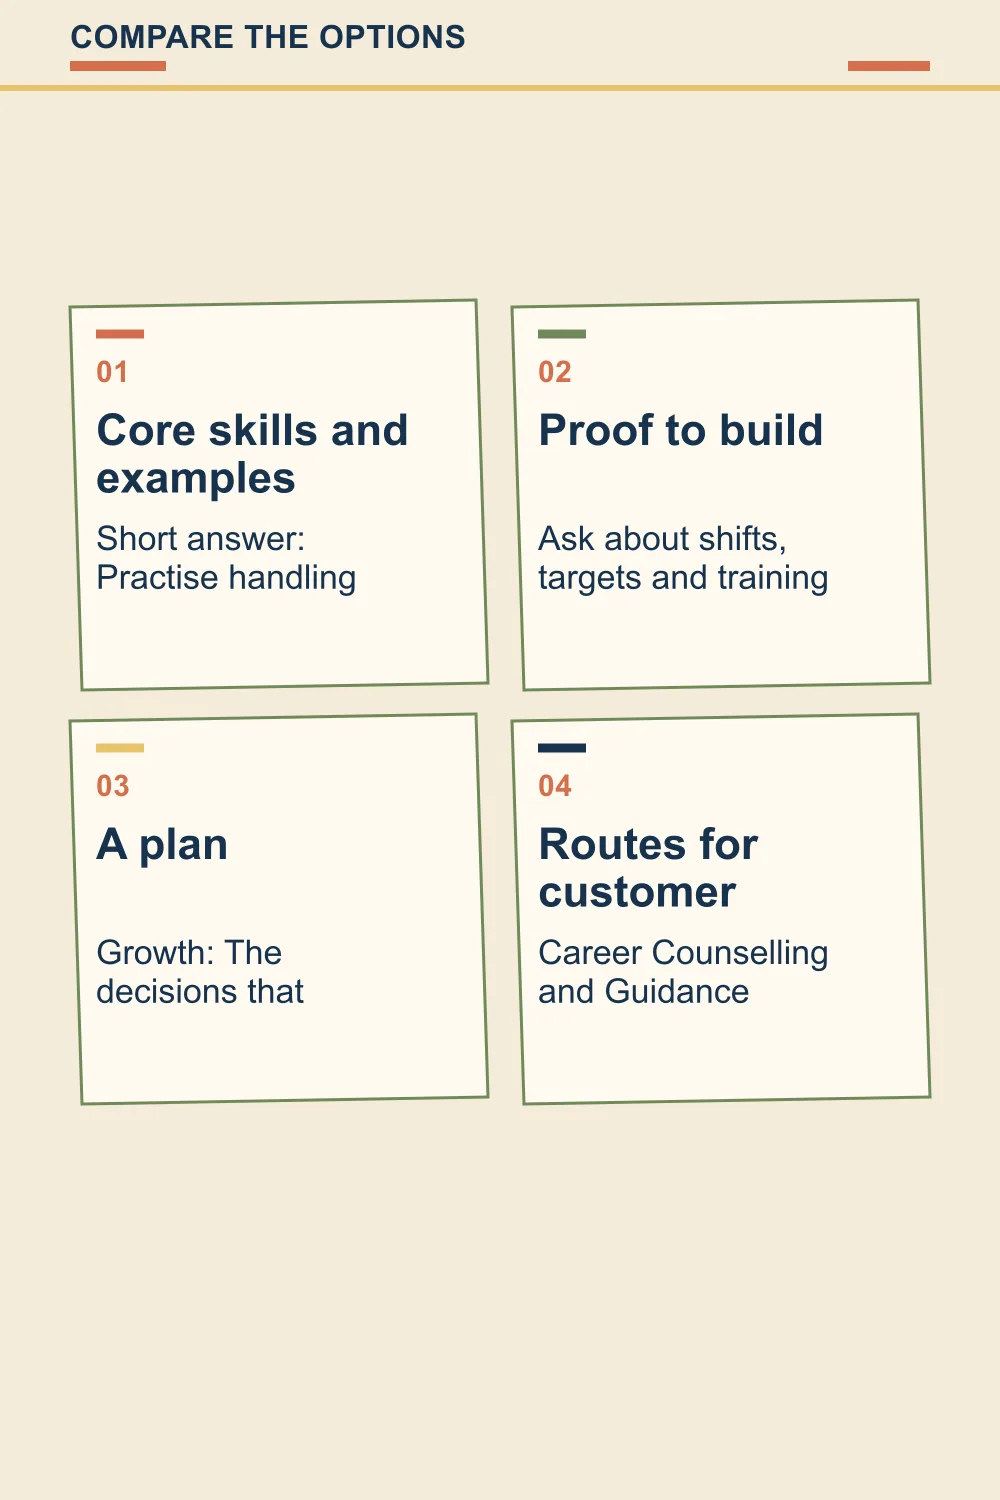 COMPARE THE OPTIONS
01
Core skills and
examples
Short answer:
Practise handling
02
Proof to build
Ask about shifts,
targets and training
03
A plan
Growth: The
decisions that
04
Routes for
customer
Career Counselling
and Guidance